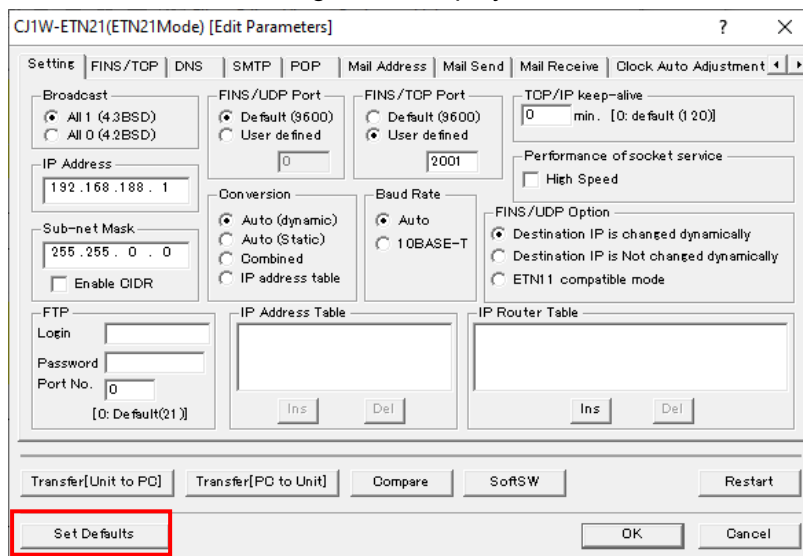 CJ1W-ETN21(ETN21Mode) [Edit Parameters] ? ×
Setting FINS/TCP DNS SMTP POP Mail Address Mail Send Mail Receive Clock Auto Adjustment
Broadcast
All 1 (4.3BSD)
All 0 (4.2BSD)
FINS/UDP Port
Default (9600)
User defined
0
FINS/TCP Port
Default (9600)
User defined
2001
TCP/IP keep-alive
0 min. [0: default (120)]
IP Address
192.168.188. 1
Performance of socket service
High Speed
Sub-net Mask
255.255. 0 . 0
Enable CIDR
Conversion
Auto (dynamic)
Auto (Static)
Combined
IP address table
Baud Rate
Auto
10BASE-T
FINS/UDP Option
Destination IP is changed dynamically
Destination IP is Not changed dynamically
ETN11 compatible mode
FTP
Login
Password
Port No. 0
[0: Default(21)]
IP Address Table
Ins Del
IP Router Table
Ins Del
Transfer[Unit to PC] Transfer[PC to Unit] Compare SoftSW Restart
Set Defaults OK Cancel